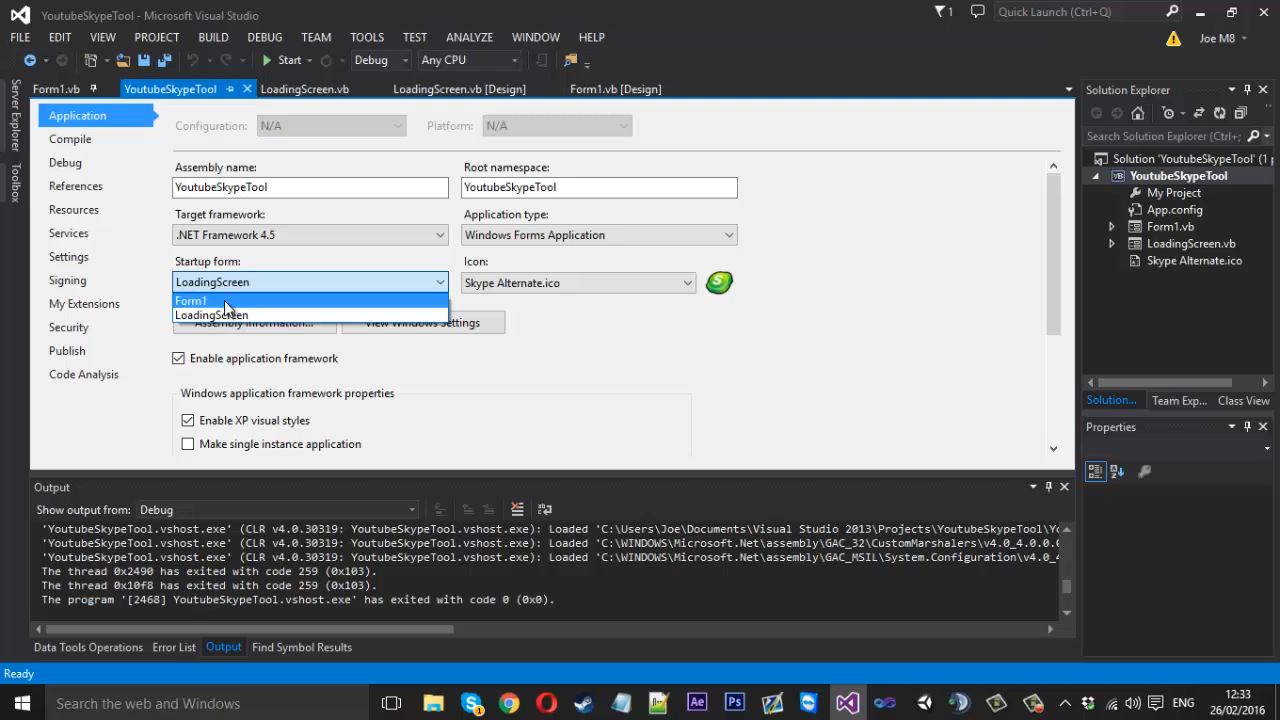 YoutubeSkypeTool - Microsoft Visual Studio
1
Quick Launch (Ctrl+Q)
FILE EDIT VIEW PROJECT BUILD DEBUG TEAM TOOLS TEST ANALYZE WINDOW HELP
Joe M8
Start Debug Any CPU
Server Explorer
Toolbox
Form1.vb YoutubeSkypeTool LoadingScreen.vb LoadingScreen.vb [Design] Form1.vb [Design]
Application
Compile
Debug
References
Resources
Services
Settings
Signing
My Extensions
Security
Publish
Code Analysis
Configuration: N/A Platform: N/A
Assembly name: Root namespace:
YoutubeSkypeTool YoutubeSkypeTool
Target framework: Application type:
.NET Framework 4.5 Windows Forms Application
Startup form: Icon:
LoadingScreen Skype Alternate.ico
Form1
LoadingScreen
Assembly Information... View Windows Settings
Enable application framework
Windows application framework properties
Enable XP visual styles
Make single instance application
Solution Explorer
Search Solution Explorer (Ctrl+;)
Solution 'YoutubeSkypeTool' (1 p
YoutubeSkypeTool
My Project
App.config
Form1.vb
LoadingScreen.vb
Skype Alternate.ico
Solution... Team Exp... Class View
Properties
Output
Show output from: Debug
'YoutubeSkypeTool.vshost.exe' (CLR v4.0.30319: YoutubeSkypeTool.vshost.exe): Loaded 'C:\Users\Joe\Documents\Visual Studio 2013\Projects\YoutubeSkypeTool\Yo
'YoutubeSkypeTool.vshost.exe' (CLR v4.0.30319: YoutubeSkypeTool.vshost.exe): Loaded 'C:\WINDOWS\Microsoft.Net\assembly\GAC_32\CustomMarshalers\v4.0_4.0.0.0
'YoutubeSkypeTool.vshost.exe' (CLR v4.0.30319: YoutubeSkypeTool.vshost.exe): Loaded 'C:\WINDOWS\Microsoft.Net\assembly\GAC_MSIL\System.Configuration\v4.0_4
The thread 0x2490 has exited with code 259 (0x103).
The thread 0x10f8 has exited with code 259 (0x103).
The program '[2468] YoutubeSkypeTool.vshost.exe' has exited with code 0 (0x0).
Data Tools Operations Error List Output Find Symbol Results
Ready
Search the web and Windows
1
Ae
Ps
ENG
12:33
26/02/2016